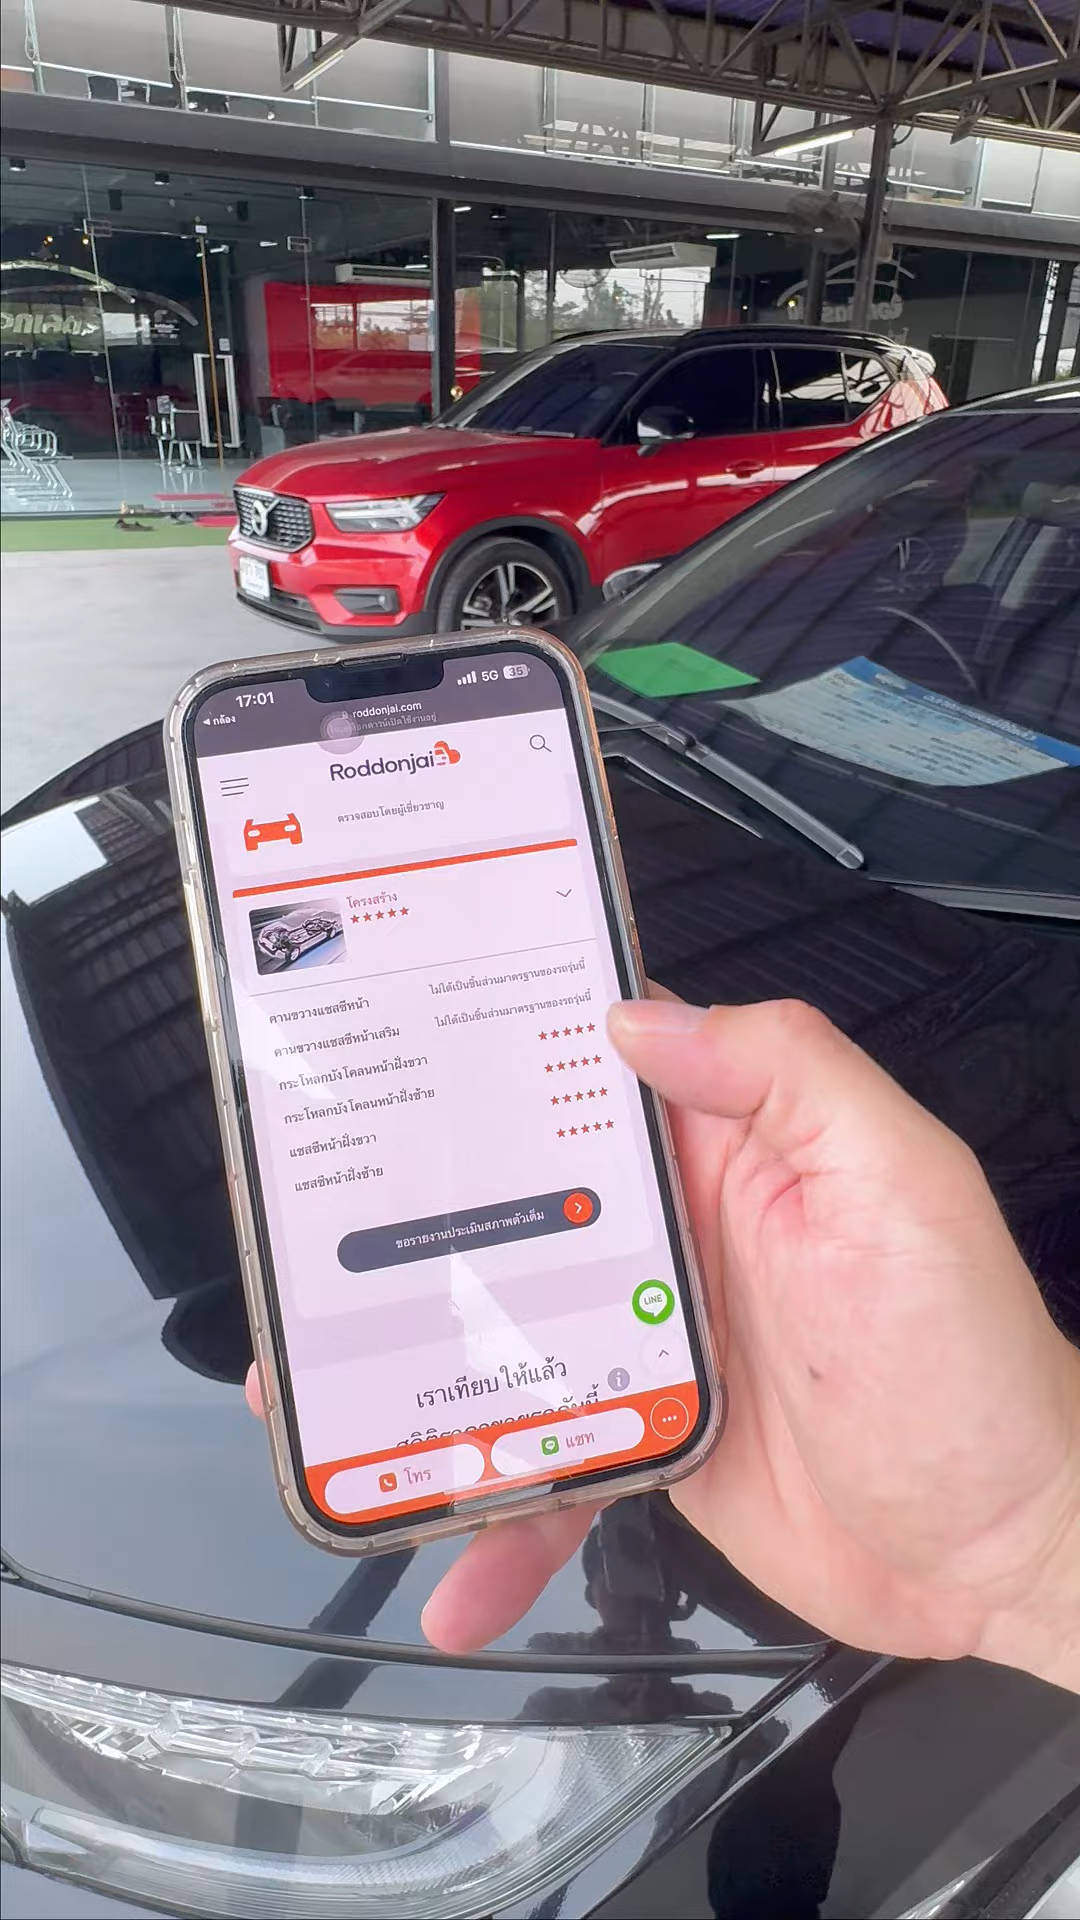 17:01
5G 35
กล้อง
roddonjai.com
Roddonjai
ตรวจสอบโดยผู้เชี่ยวชาญ
โครงสร้าง
★★★★★
คานขวางแชสซีหน้า ไม่ได้เป็นชิ้นส่วนมาตรฐานของรถรุ่นนี้
คานขวางแชสซีหน้าเสริม ไม่ได้เป็นชิ้นส่วนมาตรฐานของรถรุ่นนี้
กระโหลกบังโคลนหน้าฝั่งขวา ★★★★★
กระโหลกบังโคลนหน้าฝั่งซ้าย ★★★★★
แชสซีหน้าฝั่งขวา ★★★★★
แชสซีหน้าฝั่งซ้าย ★★★★★
ขอรายงานประเมินสภาพตัวเต็ม
LINE
เราเทียบให้แล้ว
โทร
แชท